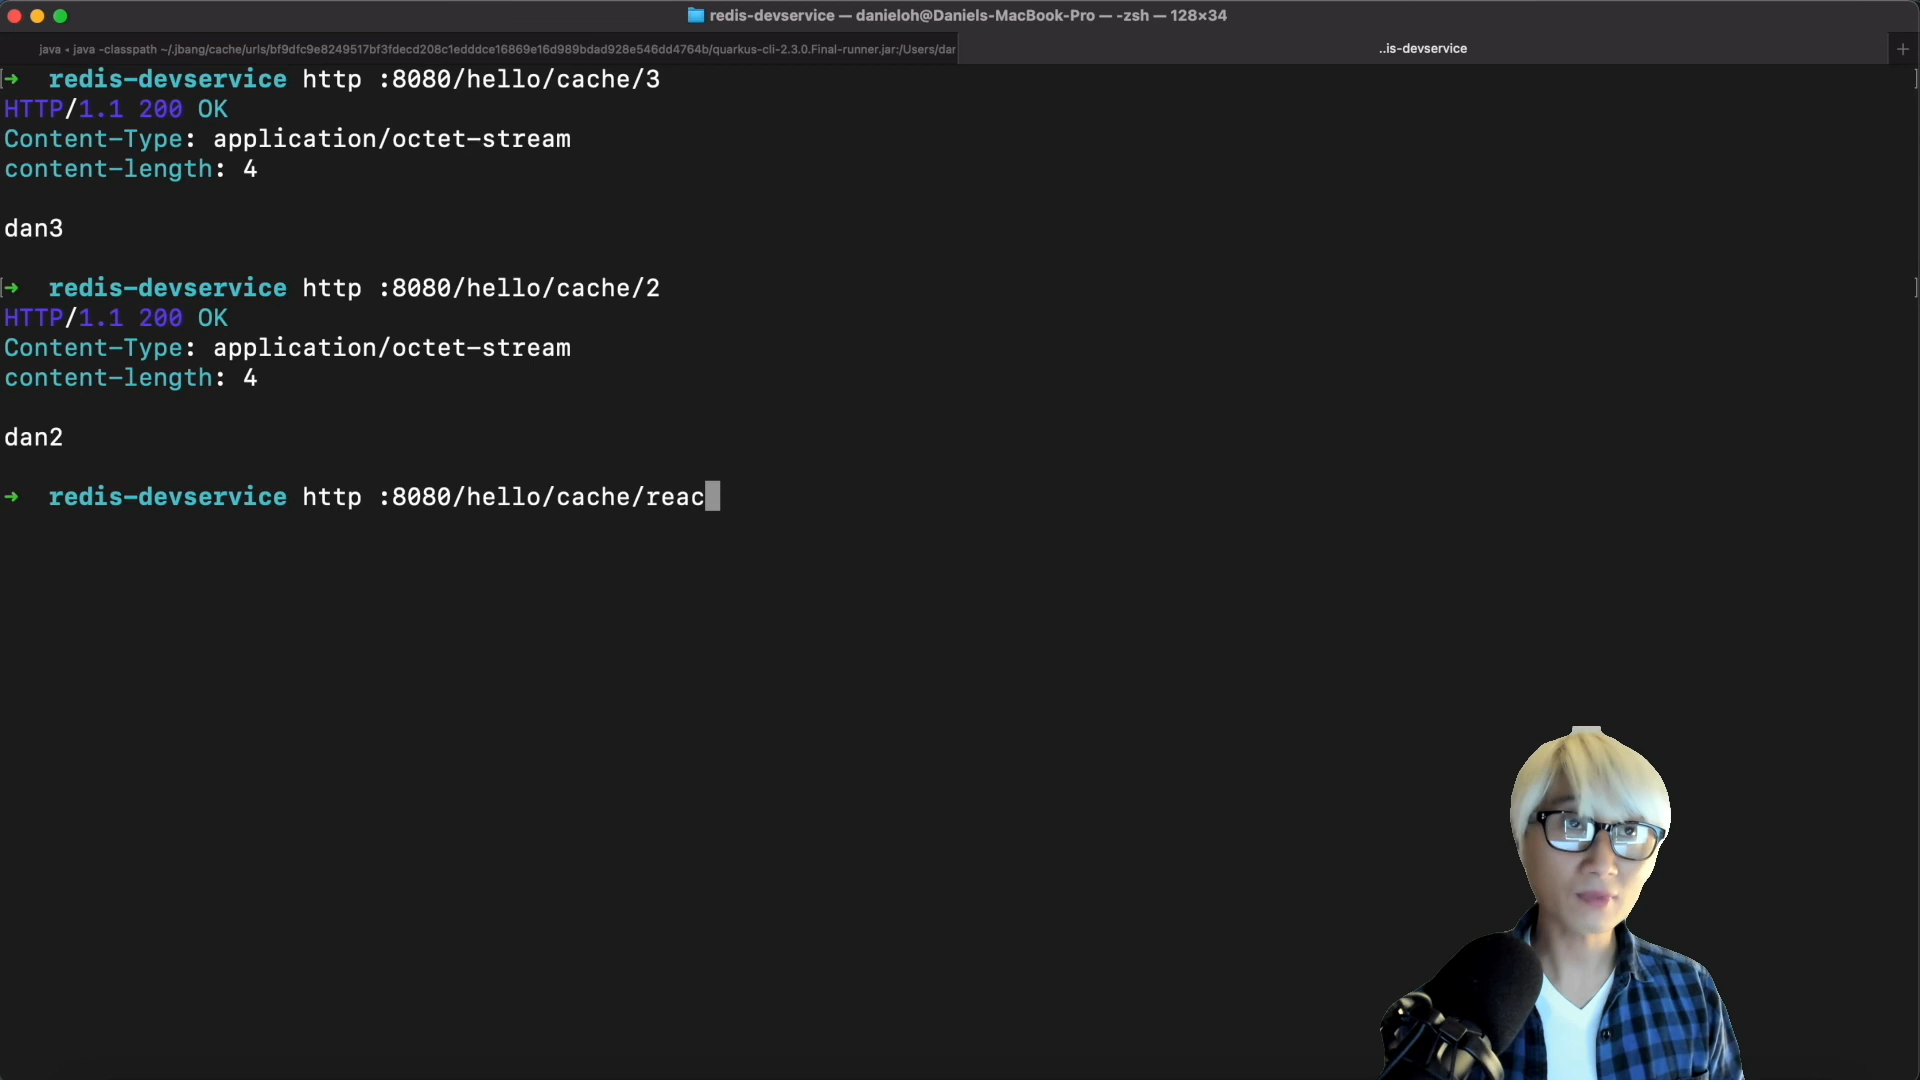 redis-devservice — danieloh@Daniels-MacBook-Pro — -zsh — 128×34
java ◂ java -classpath ~/.jbang/cache/urls/bf9dfc9e8249517bf3fdecd208c1edddce16869e16d989bdad928e546dd4764b/quarkus-cli-2.3.0.Final-runner.jar:/Users/dar
..is-devservice
+
➜ redis-devservice http :8080/hello/cache/3
HTTP/1.1 200 OK
Content-Type: application/octet-stream
content-length: 4
dan3
➜ redis-devservice http :8080/hello/cache/2
HTTP/1.1 200 OK
Content-Type: application/octet-stream
content-length: 4
dan2
➜ redis-devservice http :8080/hello/cache/reac